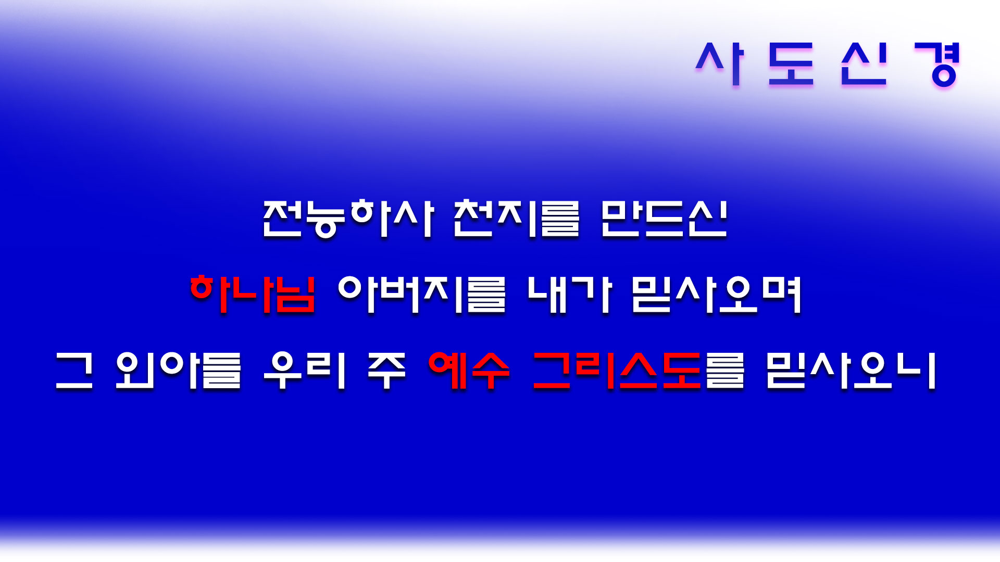 사도신경
전능하사 천지를 만드신
하나님 아버지를 내가 믿사오며
그 외아들 우리 주 예수 그리스도를 믿사오니